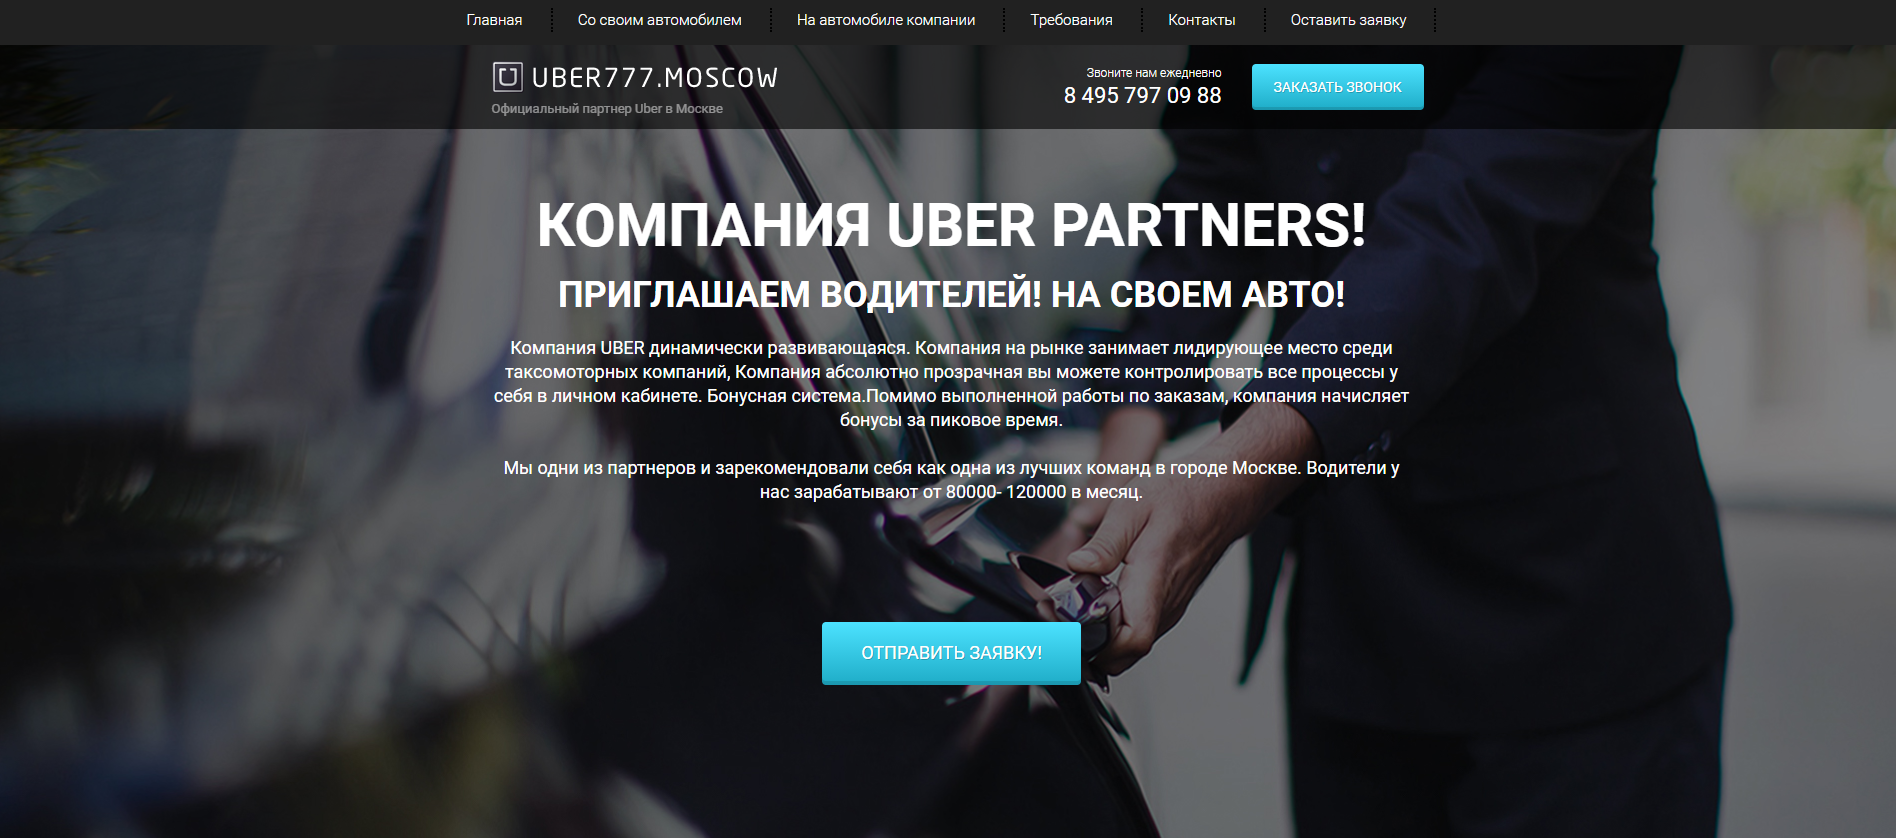 Главная
Со своим автомобилем
На автомобиле компании
Требования
Контакты
Оставить заявку
UBER777.MOSCOW
Официальный партнер Uber в Москве
Звоните нам ежедневно
8 495 797 09 88
ЗАКАЗАТЬ ЗВОНОК
КОМПАНИЯ UBER PARTNERS!
ПРИГЛАШАЕМ ВОДИТЕЛЕЙ! НА СВОЕМ АВТО!
Компания UBER динамически развивающаяся. Компания на рынке занимает лидирующее место среди
таксомоторных компаний, Компания абсолютно прозрачная вы можете контролировать все процессы у
себя в личном кабинете. Бонусная система.Помимо выполненной работы по заказам, компания начисляет
бонусы за пиковое время.
Мы одни из партнеров и зарекомендовали себя как одна из лучших команд в городе Москве. Водители у
нас зарабатывают от 80000- 120000 в месяц.
ОТПРАВИТЬ ЗАЯВКУ!